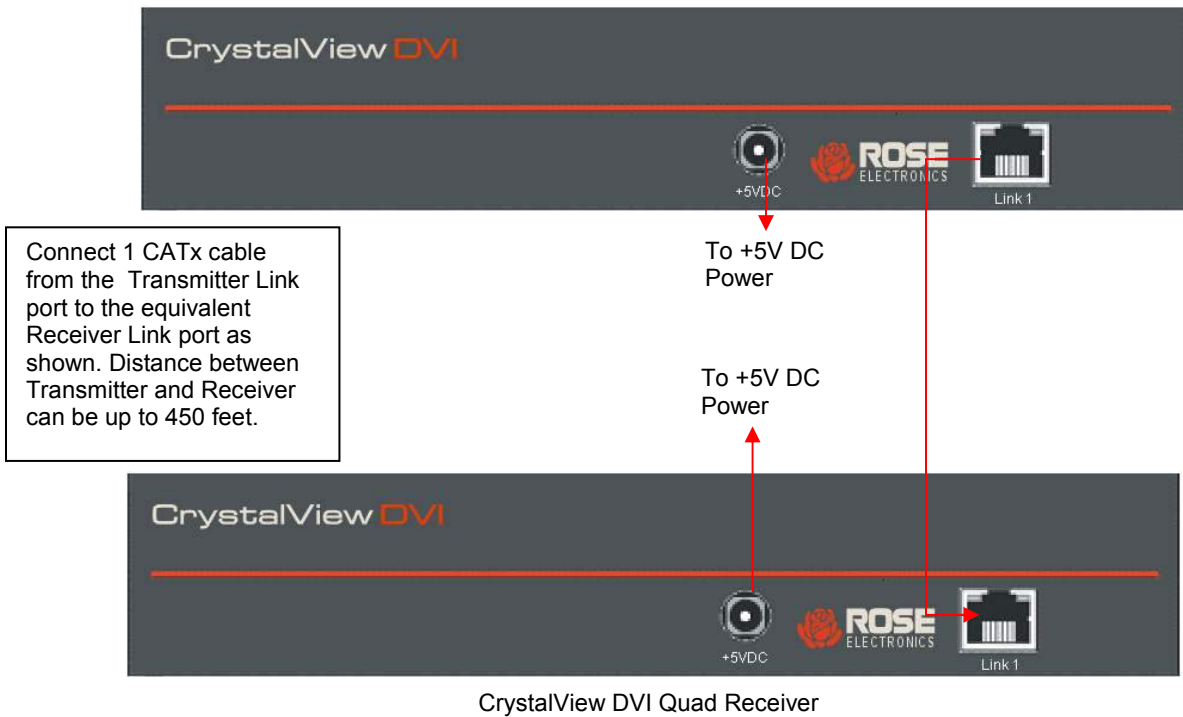 CrystalView DVI
+5VDC
ROSE
ELECTRONICS
Link 1
Connect 1 CATx cable
from the Transmitter Link
port to the equivalent
Receiver Link port as
shown. Distance between
Transmitter and Receiver
can be up to 450 feet.
To +5V DC
Power
To +5V DC
Power
CrystalView DVI
+5VDC
ROSE
ELECTRONICS
Link 1
CrystalView DVI Quad Receiver